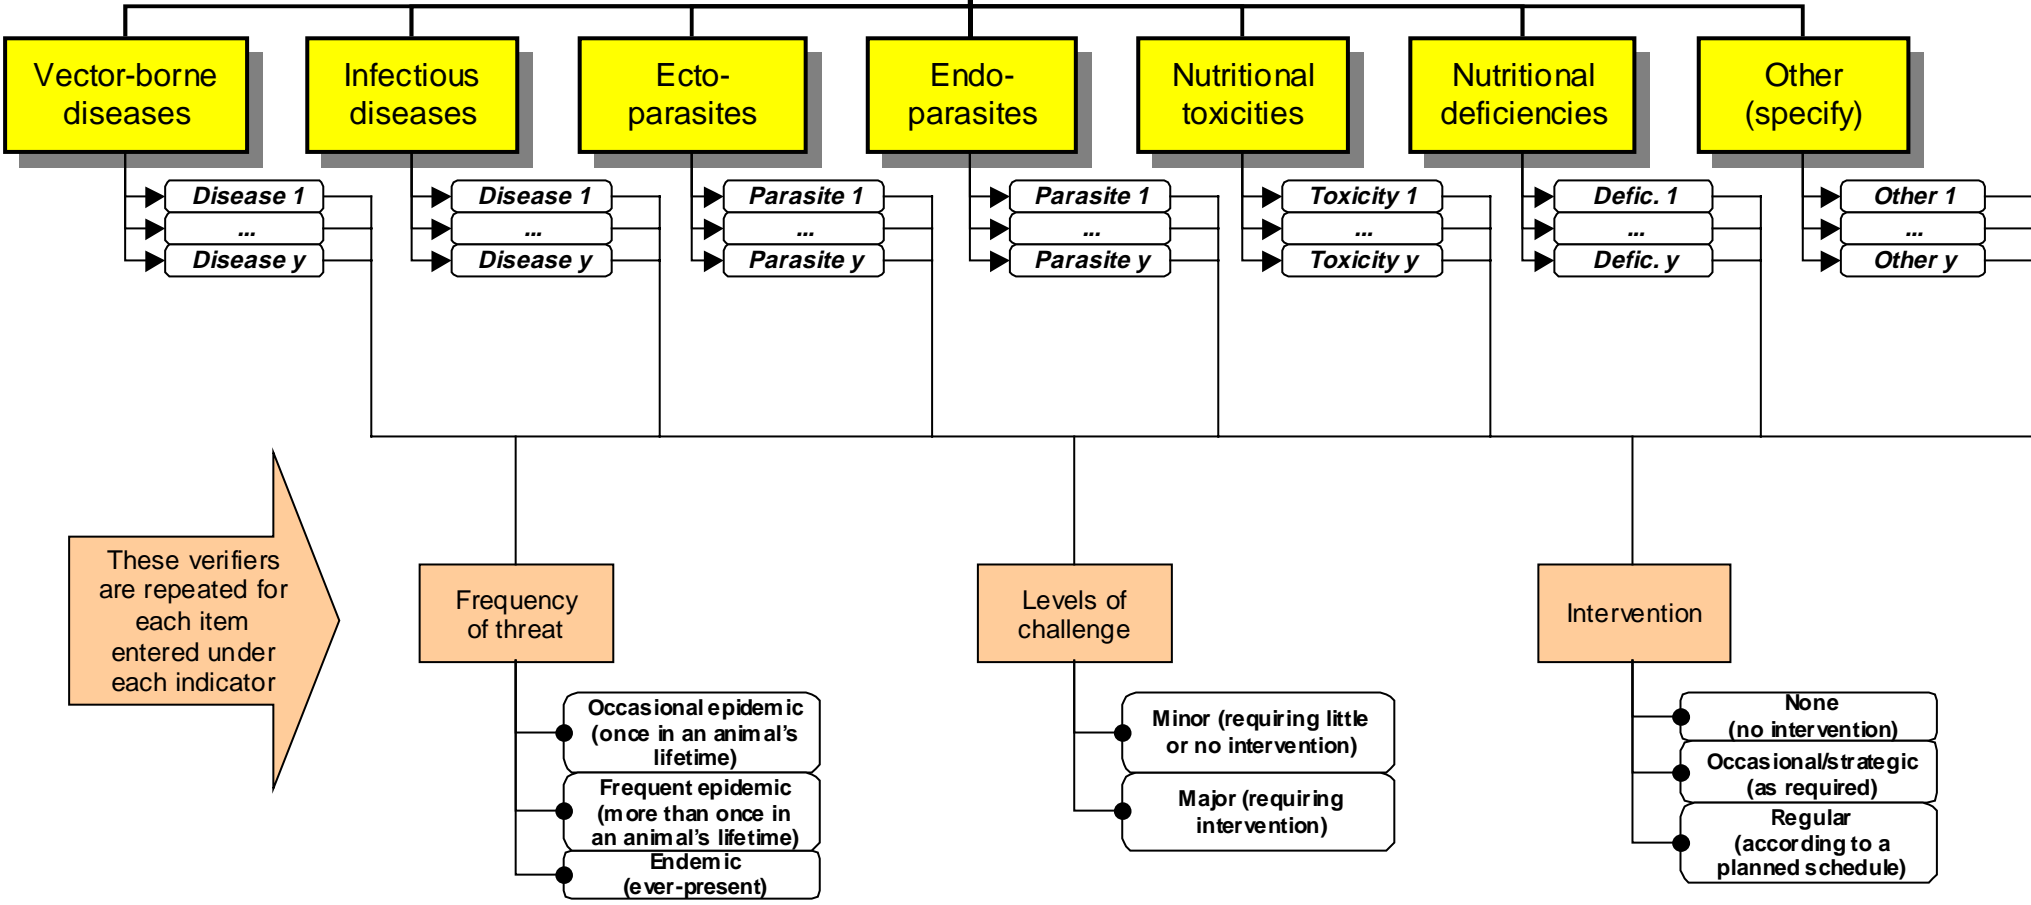 Vector-borne
diseases
Infectious
diseases
Ecto-
parasites
Endo-
parasites
Nutritional
toxicities
Nutritional
deficiencies
Other
(specify)
Disease 1
...
Disease y
Disease 1
...
Disease y
Parasite 1
...
Parasite y
Parasite 1
...
Parasite y
Toxicity 1
...
Toxicity y
Defic. 1
...
Defic. y
Other 1
...
Other y
These verifiers
are repeated for
each item
entered under
each indicator
Frequency
of threat
Occasional epidemic
(once in an animal's
lifetime)
Frequent epidemic
(more than once in
an animal's lifetime)
Endemic
(ever-present)
Levels of
challenge
Minor (requiring little
or no intervention)
Major (requiring
intervention)
Intervention
None
(no intervention)
Occasional/strategic
(as required)
Regular
(according to a
planned schedule)